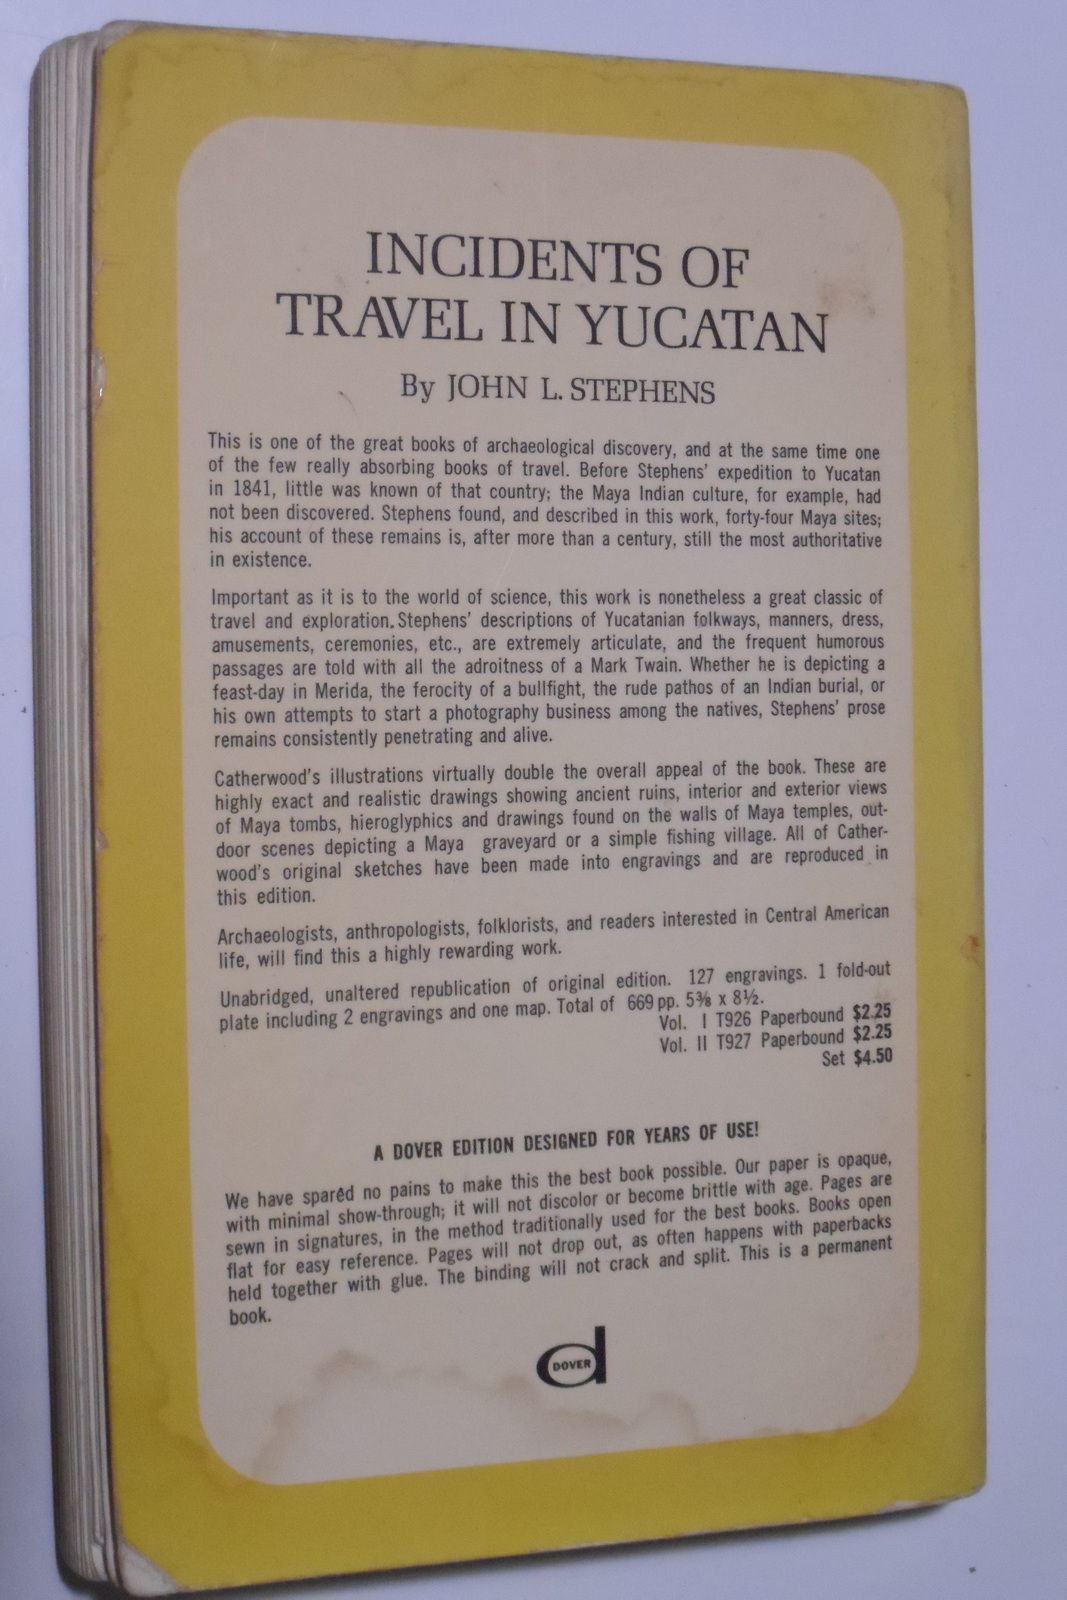 INCIDENTS OF
TRAVEL IN YUCATAN
By JOHN L. STEPHENS
This is one of the great books of archaeological discovery, and at the same time one
of the few really absorbing books of travel. Before Stephens' expedition to Yucatan
in 1841, little was known of that country; the Maya Indian culture, for example, had
not been discovered. Stephens found, and described in this work, forty-four Maya sites;
his account of these remains is, after more than a century, still the most authoritative
in existence.
Important as it is to the world of science, this work is nonetheless a great classic of
travel and exploration. Stephens' descriptions of Yucatanian folkways, manners, dress,
amusements, ceremonies, etc., are extremely articulate, and the frequent humorous
passages are told with all the adroitness of a Mark Twain. Whether he is depicting a
feast-day in Merida, the ferocity of a bullfight, the rude pathos of an Indian burial, or
his own attempts to start a photography business among the natives, Stephens' prose
remains consistently penetrating and alive.
Catherwood's illustrations virtually double the overall appeal of the book. These are
highly exact and realistic drawings showing ancient ruins, interior and exterior views
of Maya tombs, hieroglyphics and drawings found on the walls of Maya temples, out-
door scenes depicting a Maya graveyard or a simple fishing village. All of Cather-
wood's original sketches have been made into engravings and are reproduced in
this edition.
Archaeologists, anthropologists, folklorists, and readers interested in Central American
life, will find this a highly rewarding work.
Unabridged, unaltered republication of original edition. 127 engravings. 1 fold-out
plate including 2 engravings and one map. Total of 669 pp. 5⅜ x 8½.
Vol. I T926 Paperbound $2.25
Vol. II T927 Paperbound $2.25
Set $4.50
A DOVER EDITION DESIGNED FOR YEARS OF USE!
We have spared no pains to make this the best book possible. Our paper is opaque,
with minimal show-through; it will not discolor or become brittle with age. Pages are
sewn in signatures, in the method traditionally used for the best books. Books open
flat for easy reference. Pages will not drop out, as often happens with paperbacks
held together with glue. The binding will not crack and split. This is a permanent
book.
DOVER